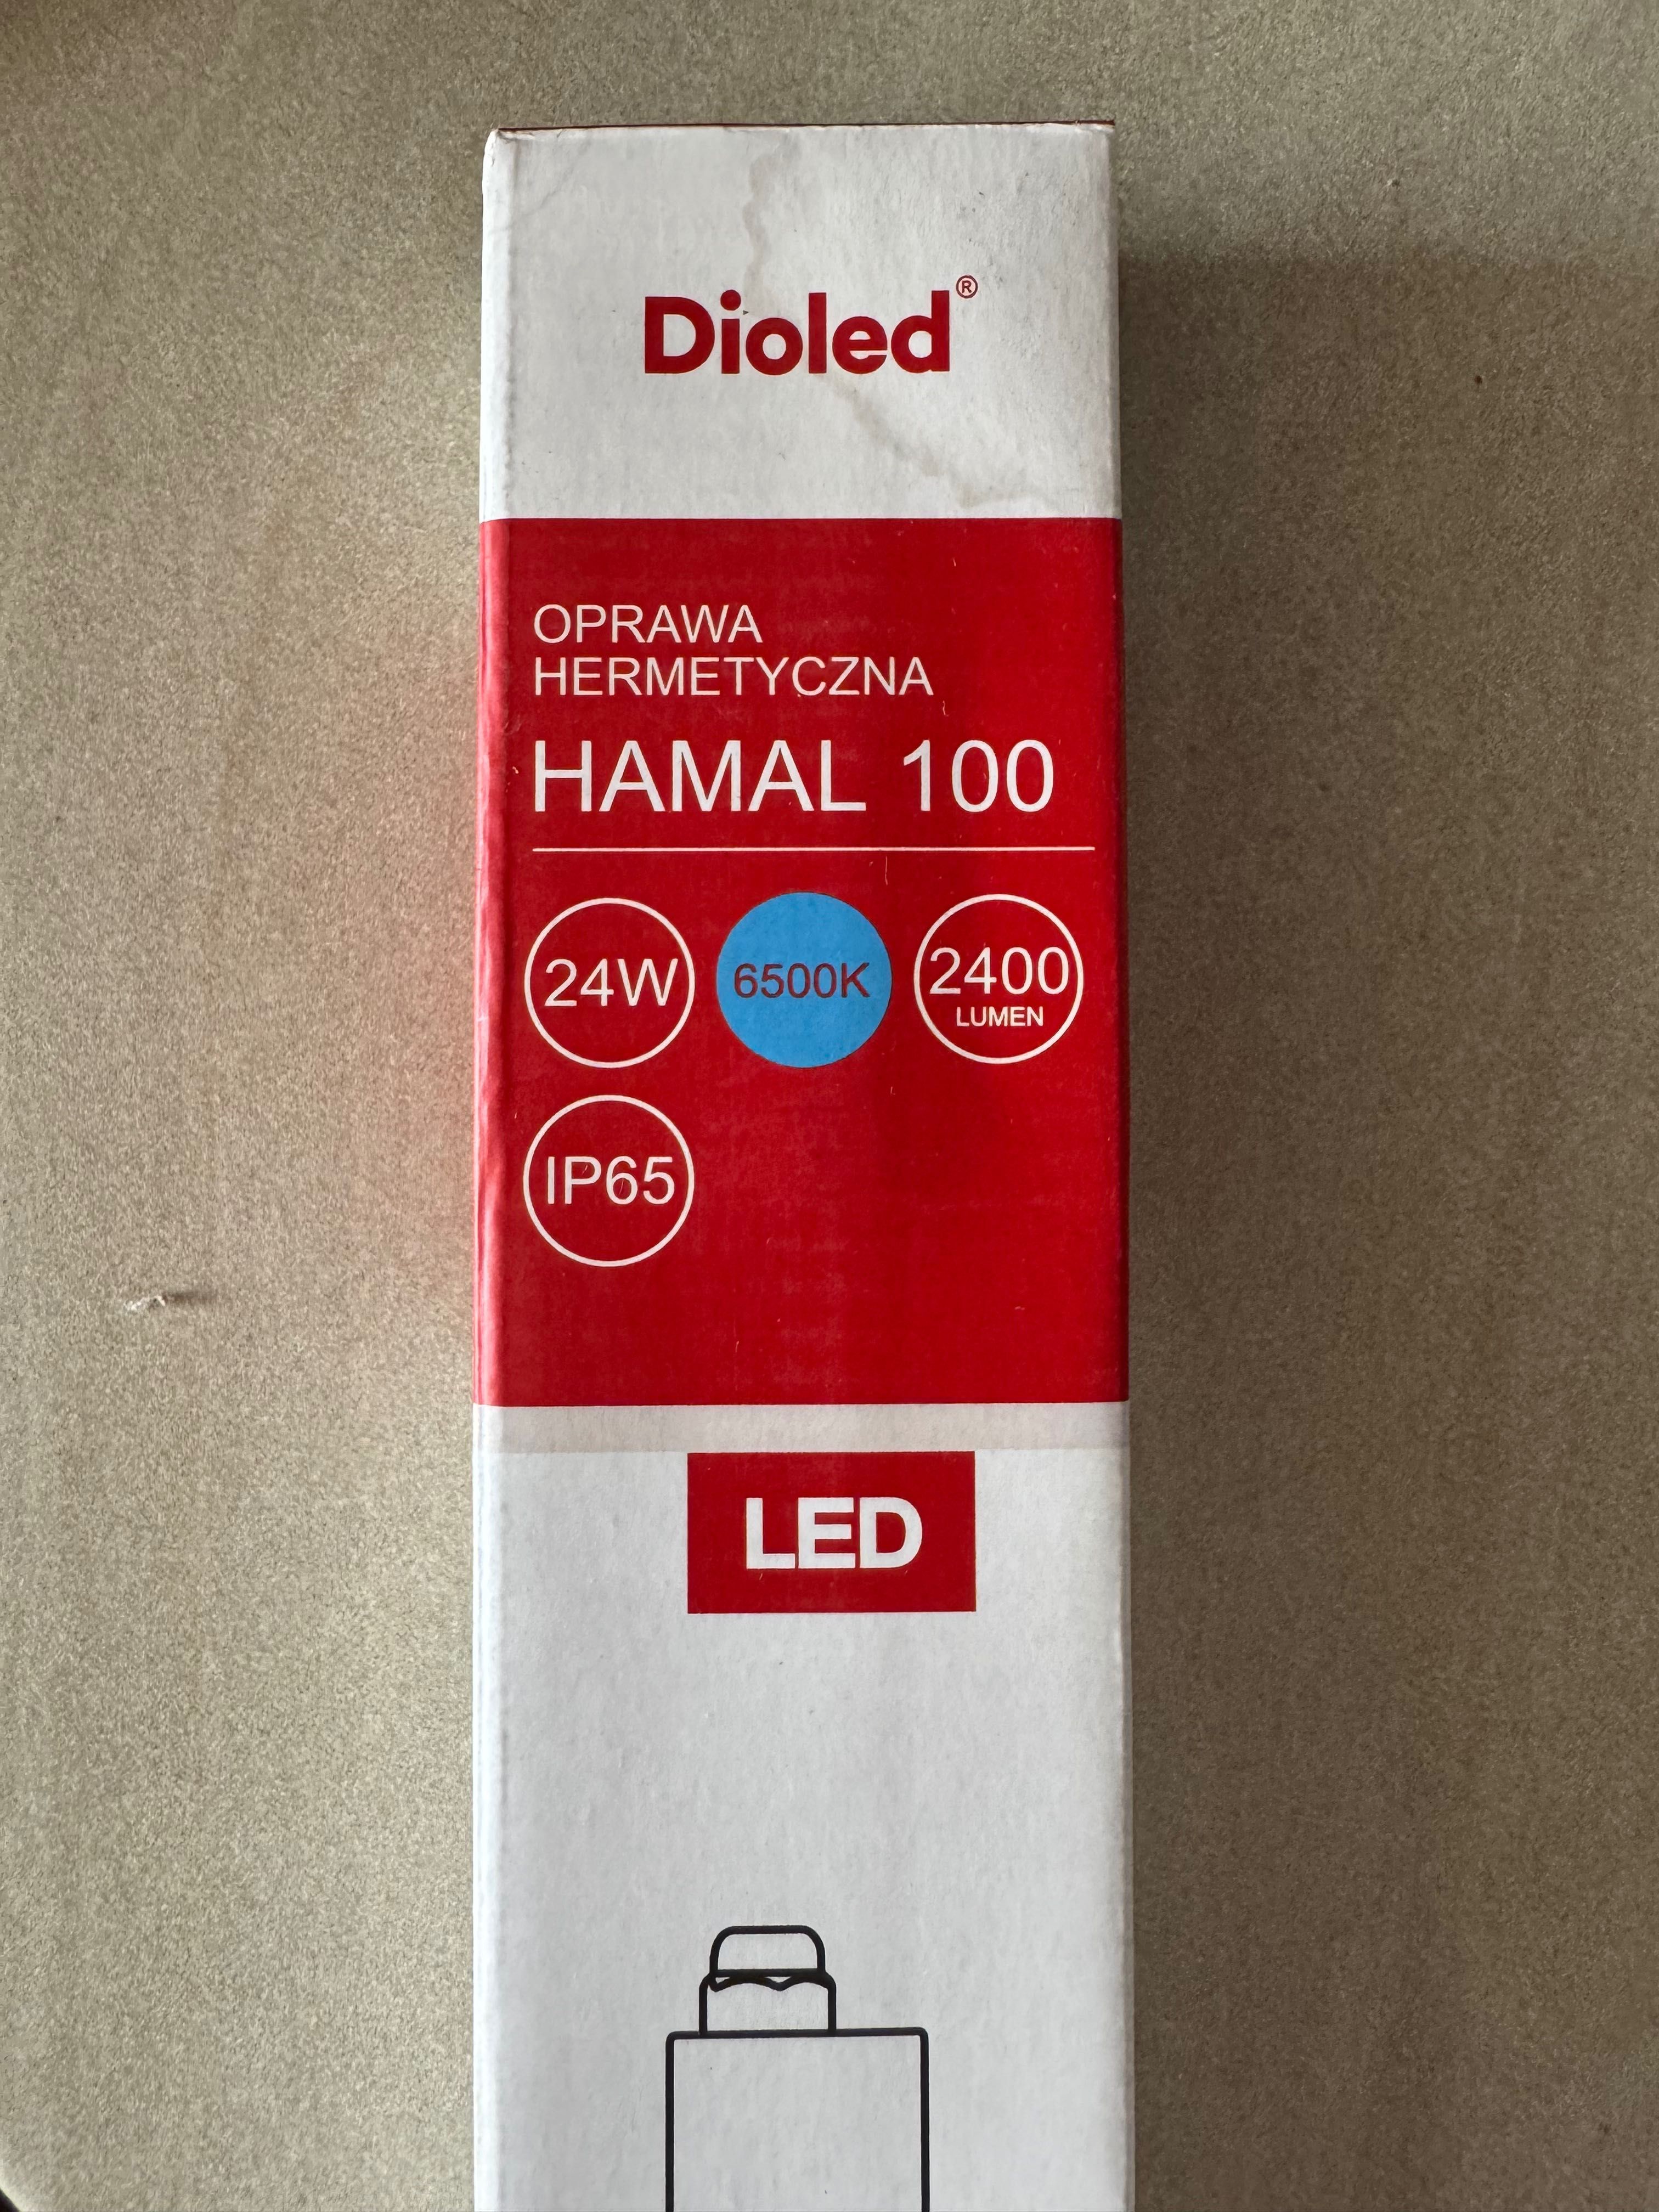 Dioled®
OPRAWA
HERMETYCZNA
HAMAL 100
24W 6500K 2400
LUMEN
IP65
LED